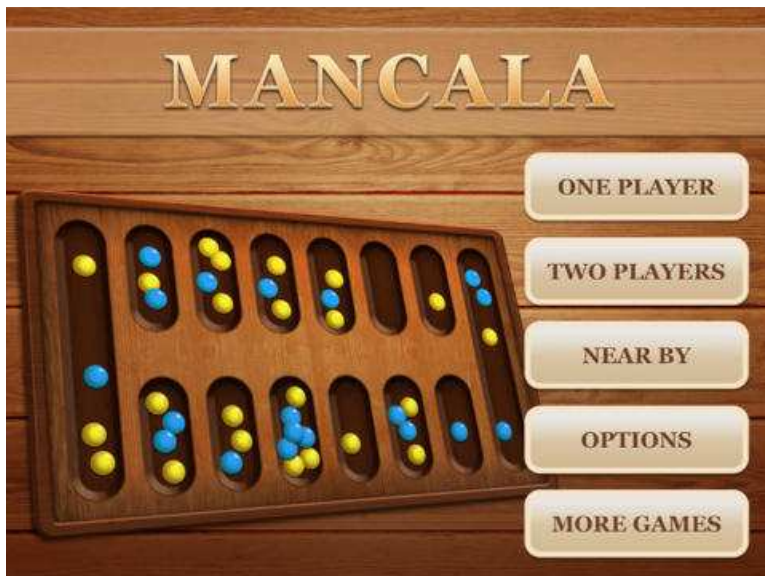 MANCALA
ONE PLAYER
TWO PLAYERS
NEAR BY
OPTIONS
MORE GAMES